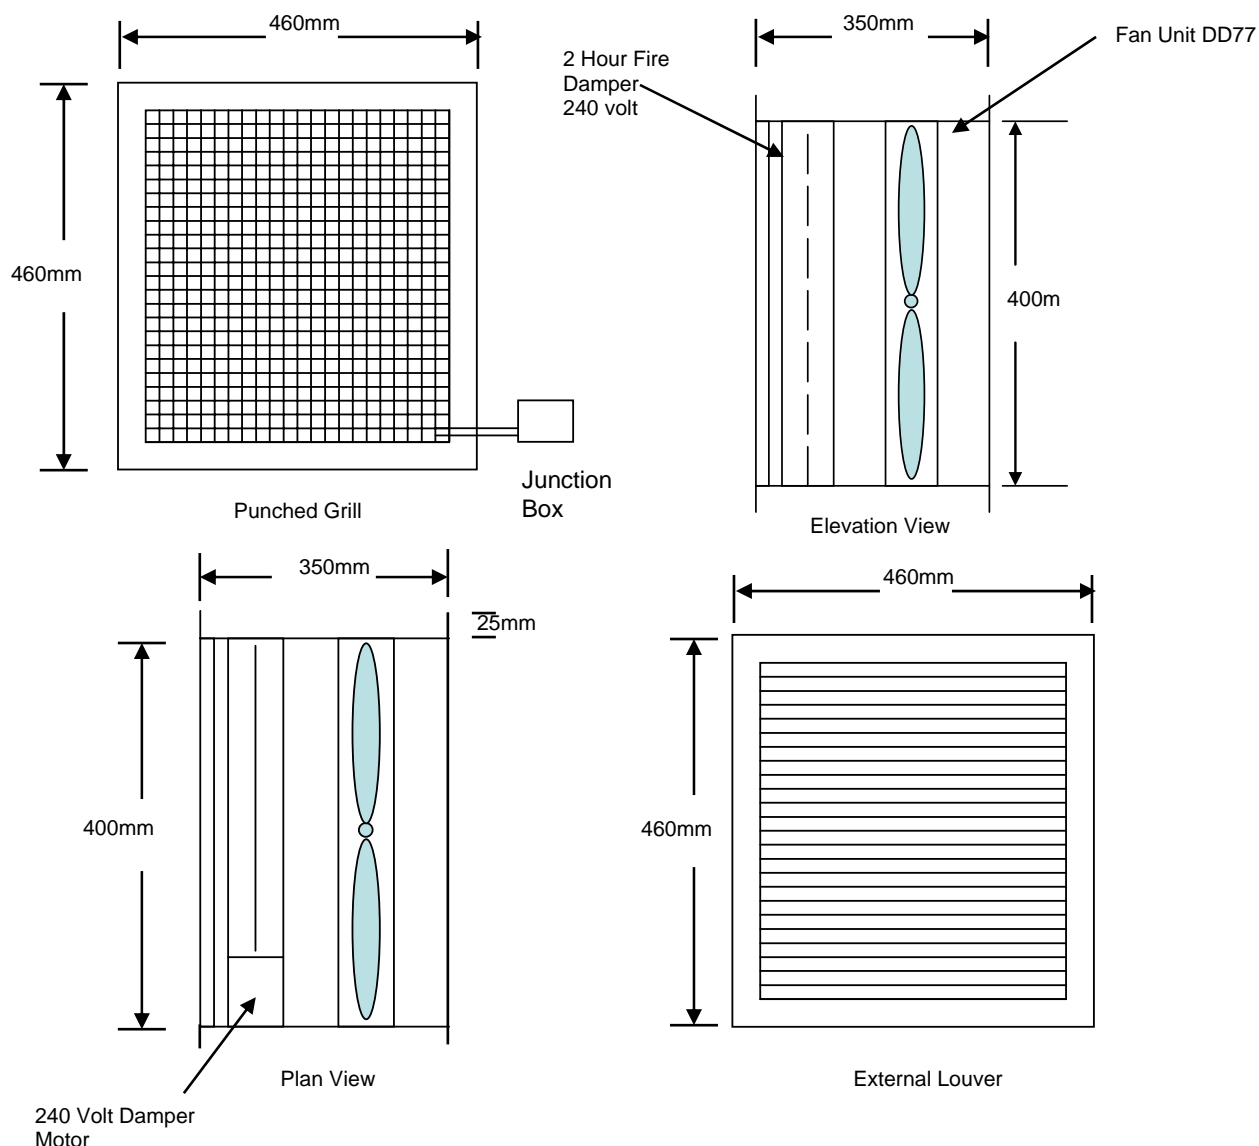 460mm
350mm
Fan Unit DD77
2 Hour Fire
Damper
240 volt
460mm
400m
Junction
Box
Punched Grill
Elevation View
350mm
460mm
25mm
400mm
460mm
Plan View
External Louver
240 Volt Damper
Motor